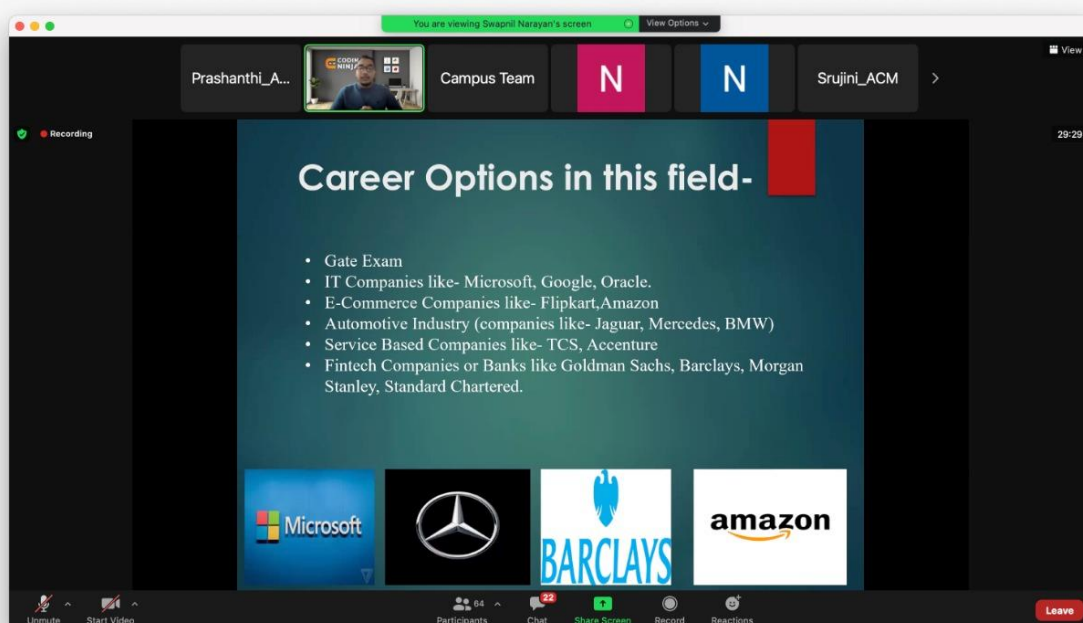 You are viewing Swapnil Narayan's screen
View Options
View
Prashanthi_A...
CODING
NINJA
Campus Team
N
N
Srujini_ACM
Recording
29:29
Career Options in this field-
• Gate Exam
• IT Companies like- Microsoft, Google, Oracle.
• E-Commerce Companies like- Flipkart,Amazon
• Automotive Industry (companies like- Jaguar, Mercedes, BMW)
• Service Based Companies like- TCS, Accenture
• Fintech Companies or Banks like Goldman Sachs, Barclays, Morgan
Stanley, Standard Chartered.
Microsoft
BARCLAYS
amazon
64
22
Unmute
Start Video
Participants
Chat
Share Screen
Record
Reactions
Leave